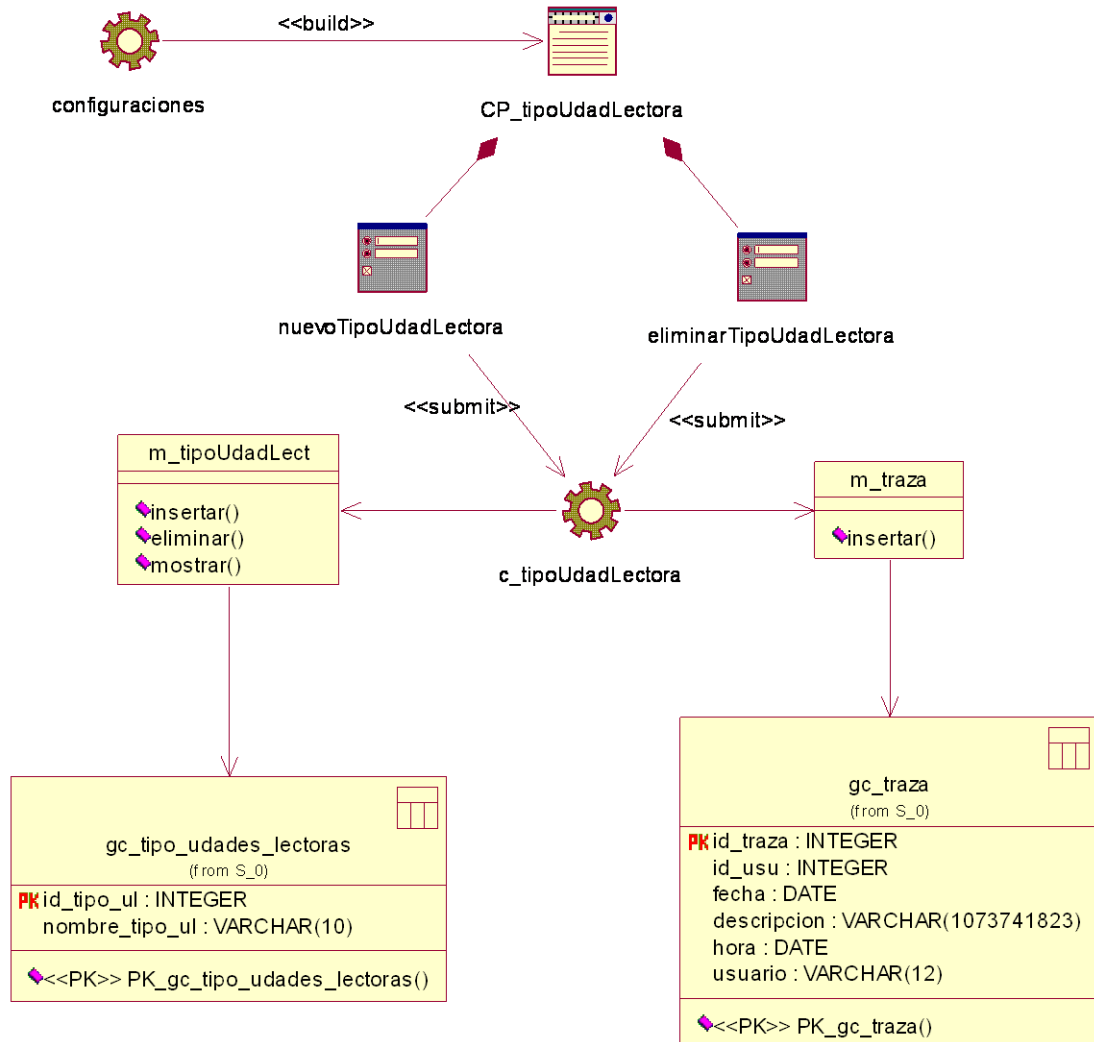 <<build>>
configuraciones
CP_tipoUdadLectora
nuevoTipoUdadLectora
eliminarTipoUdadLectora
<<submit>>
<<submit>>
m_tipoUdadLect
insertar()
eliminar()
mostrar()
c_tipoUdadLectora
m_traza
insertar()
gc_tipo_udades_lectoras
(from S_0)
PK id_tipo_ul : INTEGER
nombre_tipo_ul : VARCHAR(10)
<<PK>> PK_gc_tipo_udades_lectoras()
gc_traza
(from S_0)
PK id_traza : INTEGER
id_usu : INTEGER
fecha : DATE
descripcion : VARCHAR(1073741823)
hora : DATE
usuario : VARCHAR(12)
<<PK>> PK_gc_traza()